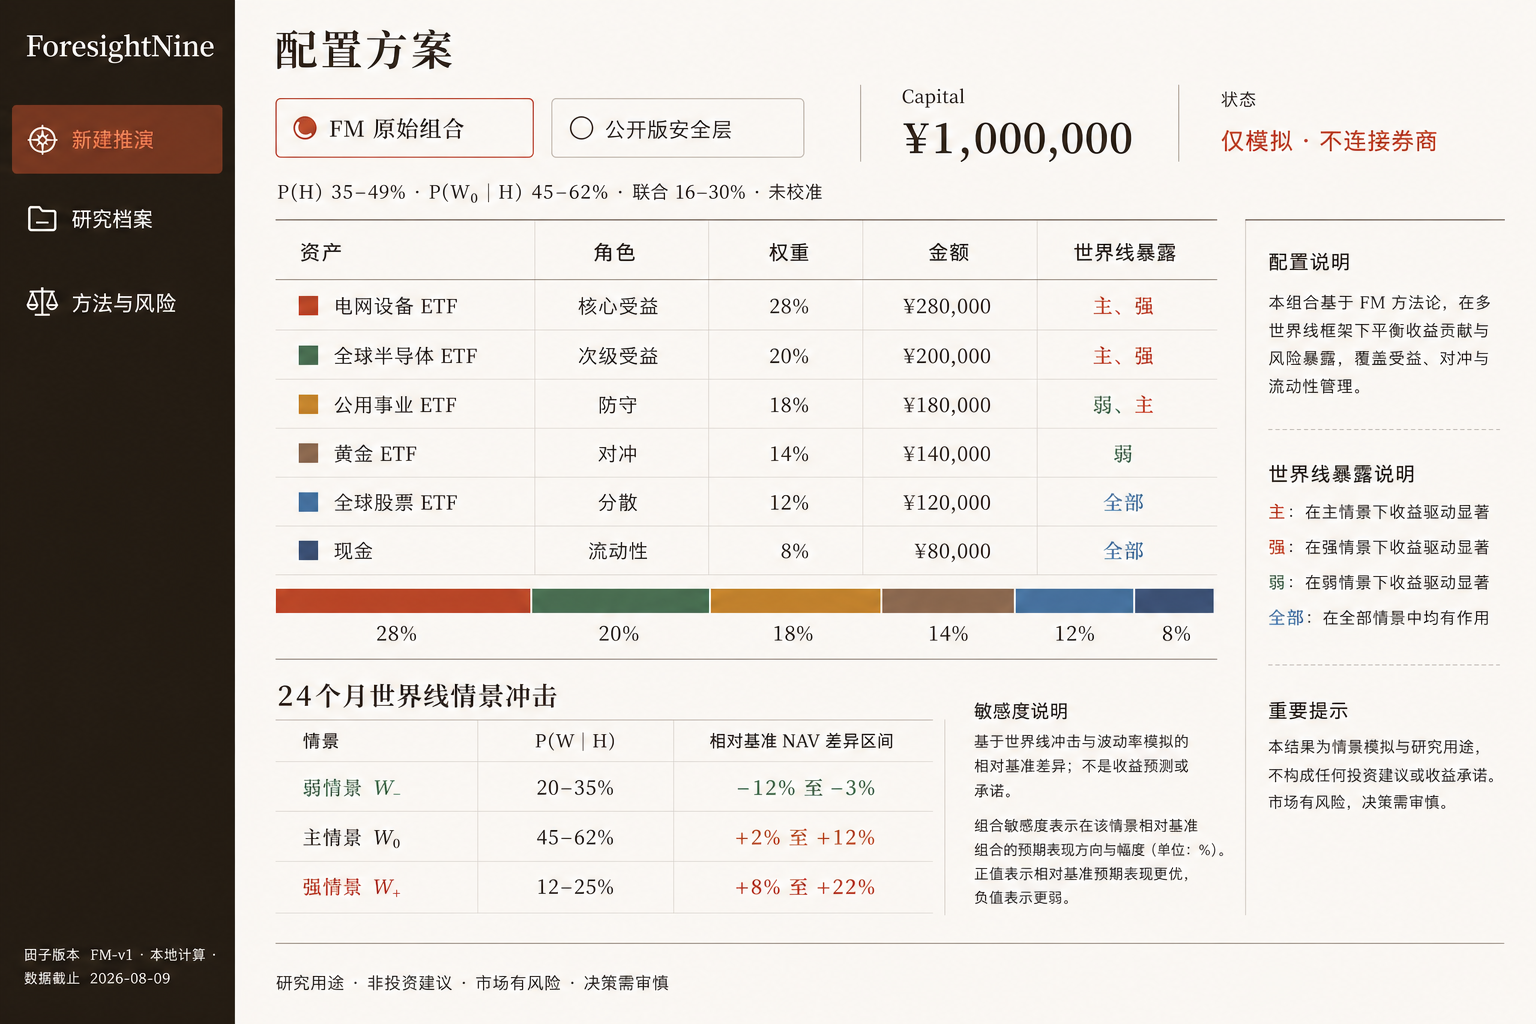 ForesightNine
新建推演
研究档案
方法与风险
配置方案
FM 原始组合
公开版安全层
Capital
¥1,000,000
状态
仅模拟 · 不连接券商
P(H) 35–49% · P(W₀ | H) 45–62% · 联合 16–30% · 未校准
资产 角色 权重 金额 世界线暴露
电网设备 ETF 核心受益 28% ¥280,000 主、强
全球半导体 ETF 次级受益 20% ¥200,000 主、强
公用事业 ETF 防守 18% ¥180,000 弱、主
黄金 ETF 对冲 14% ¥140,000 弱
全球股票 ETF 分散 12% ¥120,000 全部
现金 流动性 8% ¥80,000 全部
28% 20% 18% 14% 12% 8%
24个月世界线情景冲击
情景 P(W | H) 相对基准 NAV 差异区间
弱情景 W₋ 20–35% −12% 至 −3%
主情景 W₀ 45–62% +2% 至 +12%
强情景 W₊ 12–25% +8% 至 +22%
敏感度说明
基于世界线冲击与波动率模拟的
相对基准差异；不是收益预测或
承诺。
组合敏感度表示在该情景相对基准
组合的预期表现方向与幅度（单位：%）。
正值表示相对基准预期表现更优，
负值表示更弱。
配置说明
本组合基于 FM 方法论，在多
世界线框架下平衡收益贡献与
风险暴露，覆盖受益、对冲与
流动性管理。
世界线暴露说明
主：在主情景下收益驱动显著
强：在强情景下收益驱动显著
弱：在弱情景下收益驱动显著
全部：在全部情景中均有作用
重要提示
本结果为情景模拟与研究用途，
不构成任何投资建议或收益承诺。
市场有风险，决策需审慎。
子版本 FM-v1 · 本地计算 ·
数据截止 2026-08-09
研究用途 · 非投资建议 · 市场有风险 · 决策需审慎